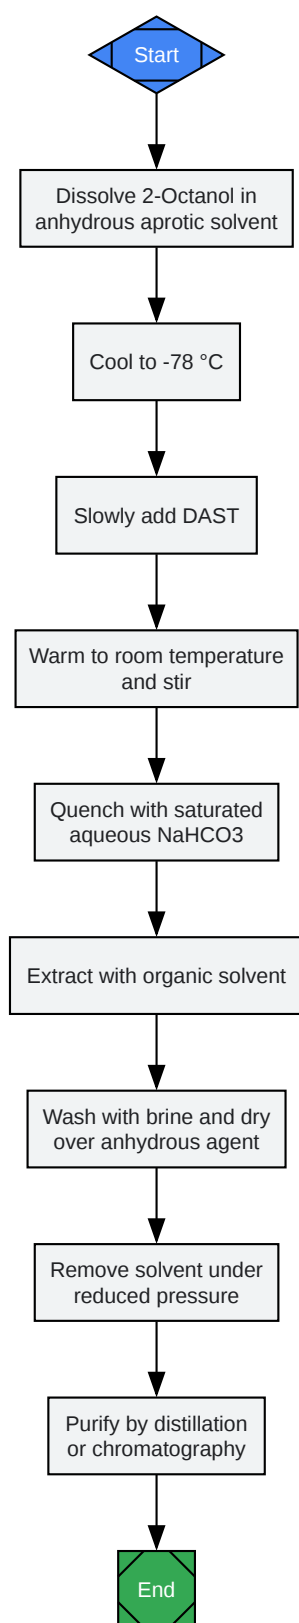 Start
Dissolve 2-Octanol in
anhydrous aprotic solvent
Cool to -78 °C
Slowly add DAST
Warm to room temperature
and stir
Quench with saturated
aqueous NaHCO3
Extract with organic solvent
Wash with brine and dry
over anhydrous agent
Remove solvent under
reduced pressure
Purify by distillation
or chromatography
End